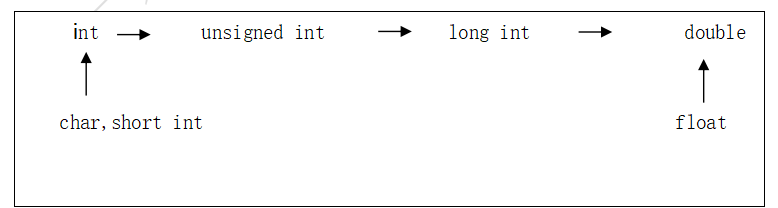 int unsigned int long int double
char,short int float